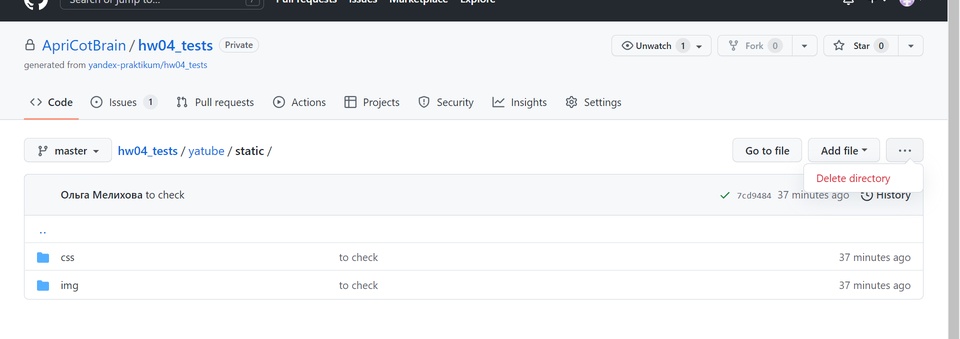 Search or jump to...
/
Pull requests Issues Marketplace Explore
ApriCotBrain / hw04_tests Private
Unwatch 1
Fork 0
Star 0
generated from yandex-praktikum/hw04_tests
Code
Issues 1
Pull requests
Actions
Projects
Security
Insights
Settings
master
hw04_tests / yatube / static /
Go to file
Add file
...
Delete directory
Ольга Мелихова to check
7cd9484 37 minutes ago History
..
css to check 37 minutes ago
img to check 37 minutes ago